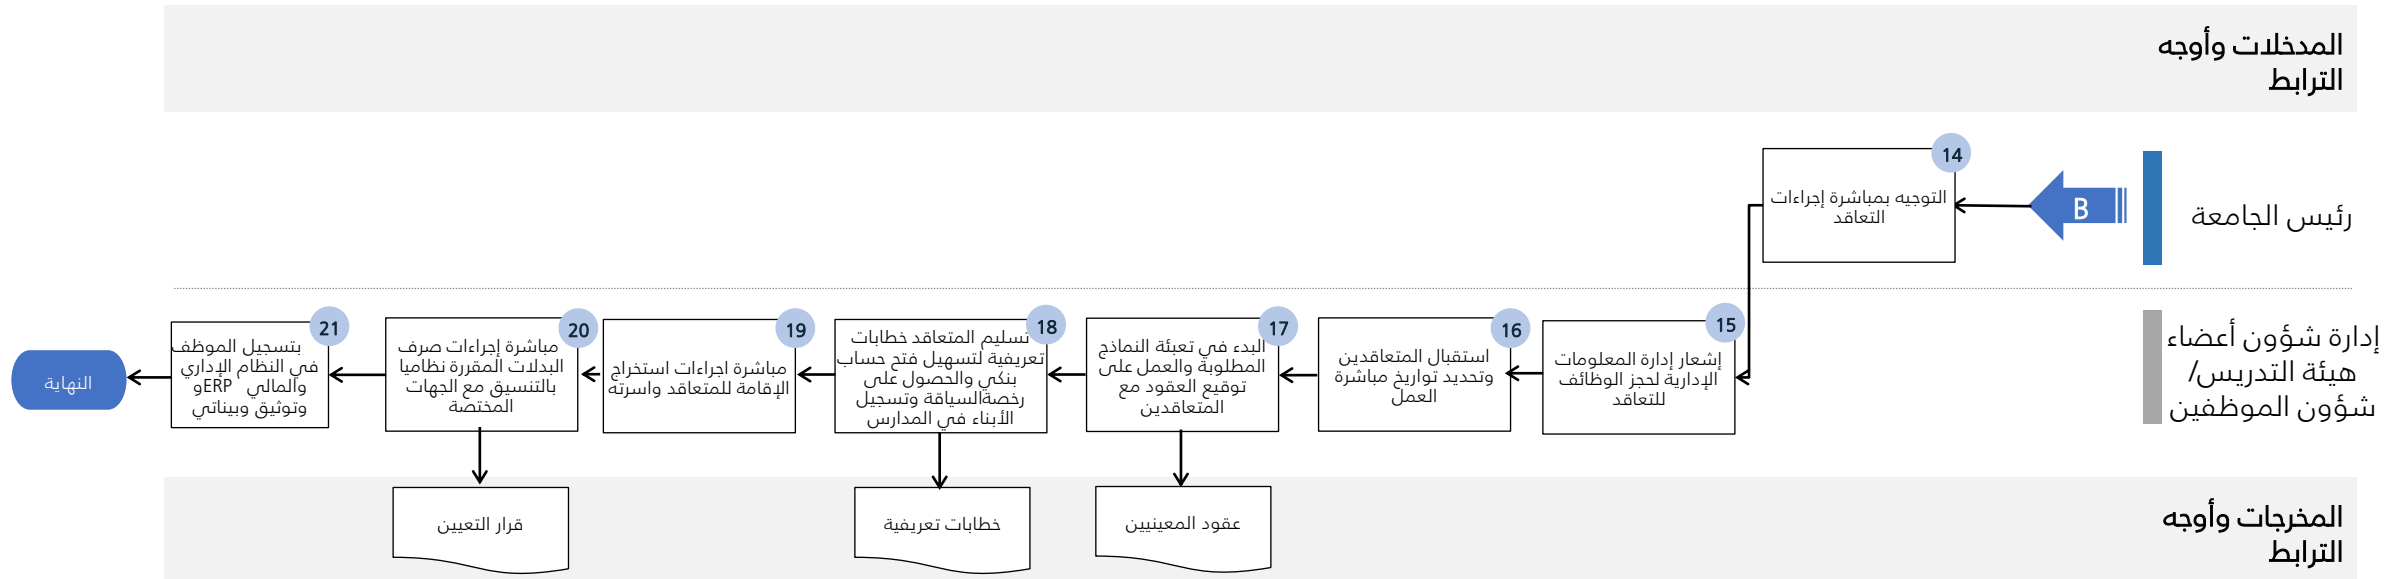 المدخلات وأوجه
الترابط
رئيس الجامعة
B
14
التوجيه بمباشرة إجراءات
التعاقد
إدارة شؤون أعضاء
هيئة التدريس/
شؤون الموظفين
15
إشعار إدارة المعلومات
الإدارية لحجز الوظائف
للتعاقد
16
استقبال المتعاقدين
وتحديد تواريخ مباشرة
العمل
17
البدء في تعبئة النماذج
المطلوبة والعمل على
توقيع العقود مع
المتعاقدين
18
تسليم المتعاقد خطابات
تعريفية لتسهيل فتح حساب
بنكي والحصول على
رخصةالسياقة وتسجيل
الأبناء في المدارس
19
مباشرة اجراءات استخراج
الإقامة للمتعاقد واسرته
20
مباشرة إجراءات صرف
البدلات المقررة نظاميا
بالتنسيق مع الجهات
المختصة
21
بتسجيل الموظف
في النظام الإداري
والمالي ERPو
وتوثيق وبيناتي
النهاية
المخرجات وأوجه
الترابط
عقود المعينيين
خطابات تعريفية
قرار التعيين